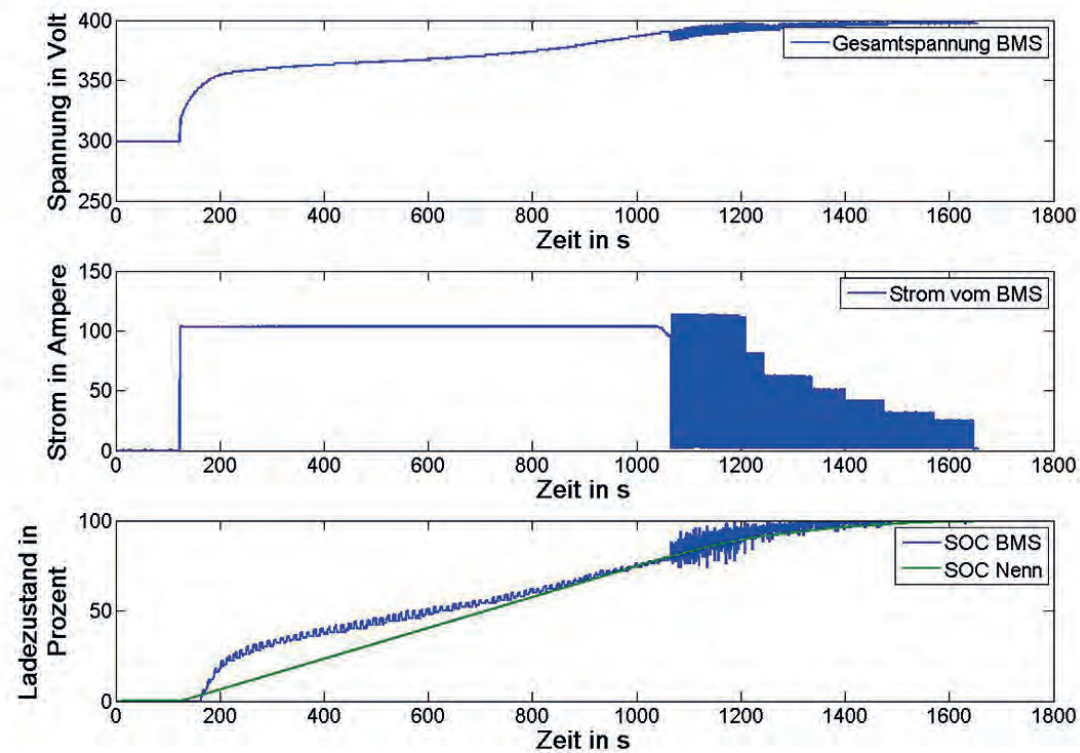 Spannung in Volt
400
350
300
250
0 200 400 600 800 1000 1200 1400 1600 1800
Zeit in s
Gesamtspannung BMS
Strom in Ampere
150
100
50
0
0 200 400 600 800 1000 1200 1400 1600 1800
Zeit in s
Strom vom BMS
Ladezustand in
Prozent
100
50
0
0 200 400 600 800 1000 1200 1400 1600 1800
Zeit in s
SOC BMS
SOC Nenn